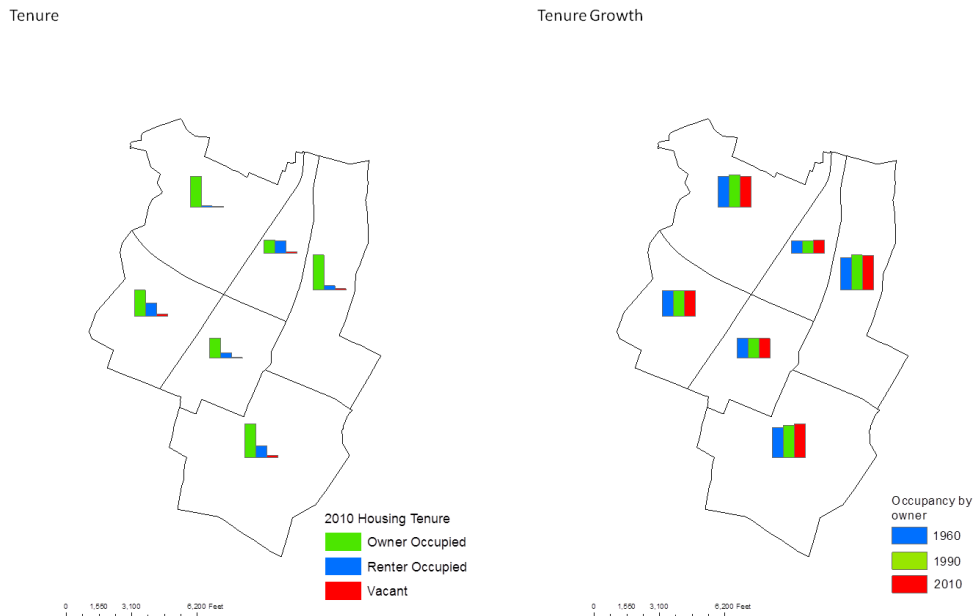 Tenure
Tenure Growth
2010 Housing Tenure
Owner Occupied
Renter Occupied
Vacant
0 1,550 3,100 6,200 Feet
Occupancy by
owner
1960
1990
2010
0 1,550 3,100 6,200 Feet